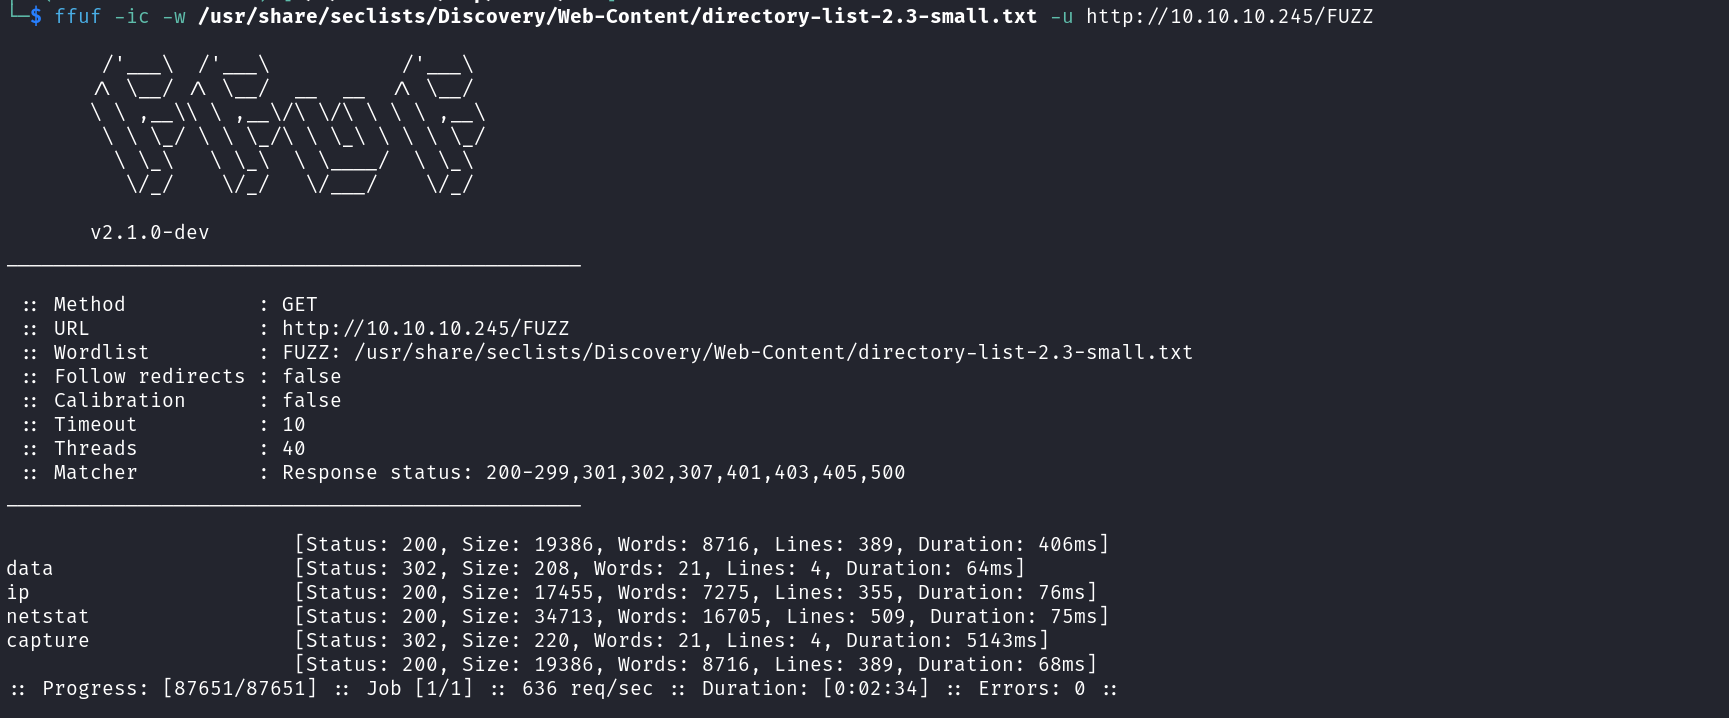 └─$ ffuf -ic -w /usr/share/seclists/Discovery/Web-Content/directory-list-2.3-small.txt -u http://10.10.10.245/FUZZ

        /'___\  /'___\           /'___\
       /\ \__/ /\ \__/  __  __  /\ \__/
       \ \ ,__\\ \ ,__\/\ \/\ \ \ \ ,__\
        \ \ \_/ \ \ \_/\ \ \_\ \ \ \ \_/
         \ \_\   \ \_\  \ \____/  \ \_\
          \/_/    \/_/   \/___/    \/_/

       v2.1.0-dev
________________________________________________

 :: Method           : GET
 :: URL              : http://10.10.10.245/FUZZ
 :: Wordlist         : FUZZ: /usr/share/seclists/Discovery/Web-Content/directory-list-2.3-small.txt
 :: Follow redirects : false
 :: Calibration      : false
 :: Timeout          : 10
 :: Threads          : 40
 :: Matcher          : Response status: 200-299,301,302,307,401,403,405,500
________________________________________________

                        [Status: 200, Size: 19386, Words: 8716, Lines: 389, Duration: 406ms]
data                    [Status: 302, Size: 208, Words: 21, Lines: 4, Duration: 64ms]
ip                      [Status: 200, Size: 17455, Words: 7275, Lines: 355, Duration: 76ms]
netstat                 [Status: 200, Size: 34713, Words: 16705, Lines: 509, Duration: 75ms]
capture                 [Status: 302, Size: 220, Words: 21, Lines: 4, Duration: 5143ms]
                        [Status: 200, Size: 19386, Words: 8716, Lines: 389, Duration: 68ms]
:: Progress: [87651/87651] :: Job [1/1] :: 636 req/sec :: Duration: [0:02:34] :: Errors: 0 ::